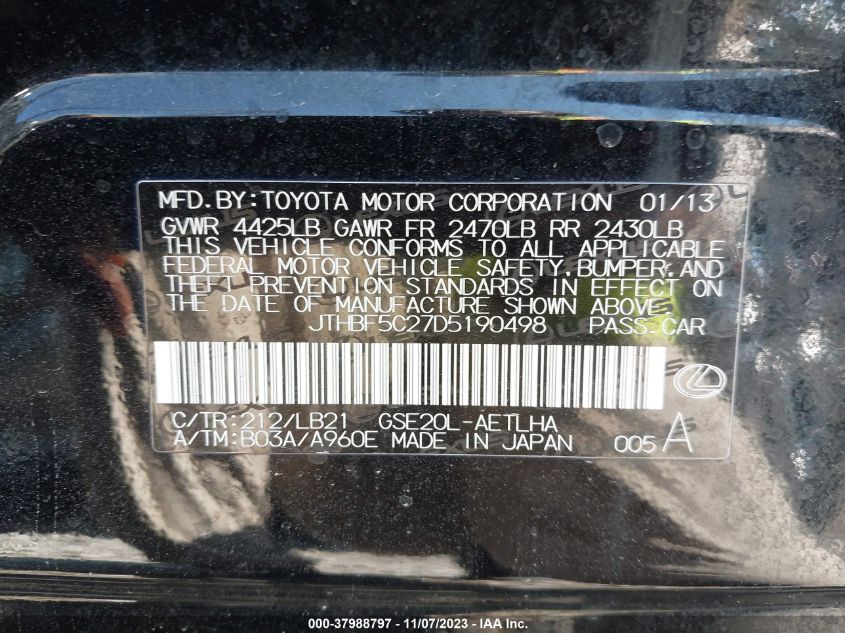 MFD.BY:TOYOTA MOTOR CORPORATION 01/13
GVWR 4425LB GAWR FR 2470LB RR 2430LB
THIS VEHICLE CONFORMS TO ALL APPLICABLE
FEDERAL MOTOR VEHICLE SAFETY,BUMPER,AND
THEFT PREVENTION STANDARDS IN EFFECT ON
THE DATE OF MANUFACTURE SHOWN ABOVE.
JTHBF5C27D5190498 PASS.CAR
C/TR:212/LB21 GSE20L-AETLHA
A/TM:B03A/A960E MADE IN JAPAN 005 A
000-37988797 - 11/07/2023 - IAA Inc.